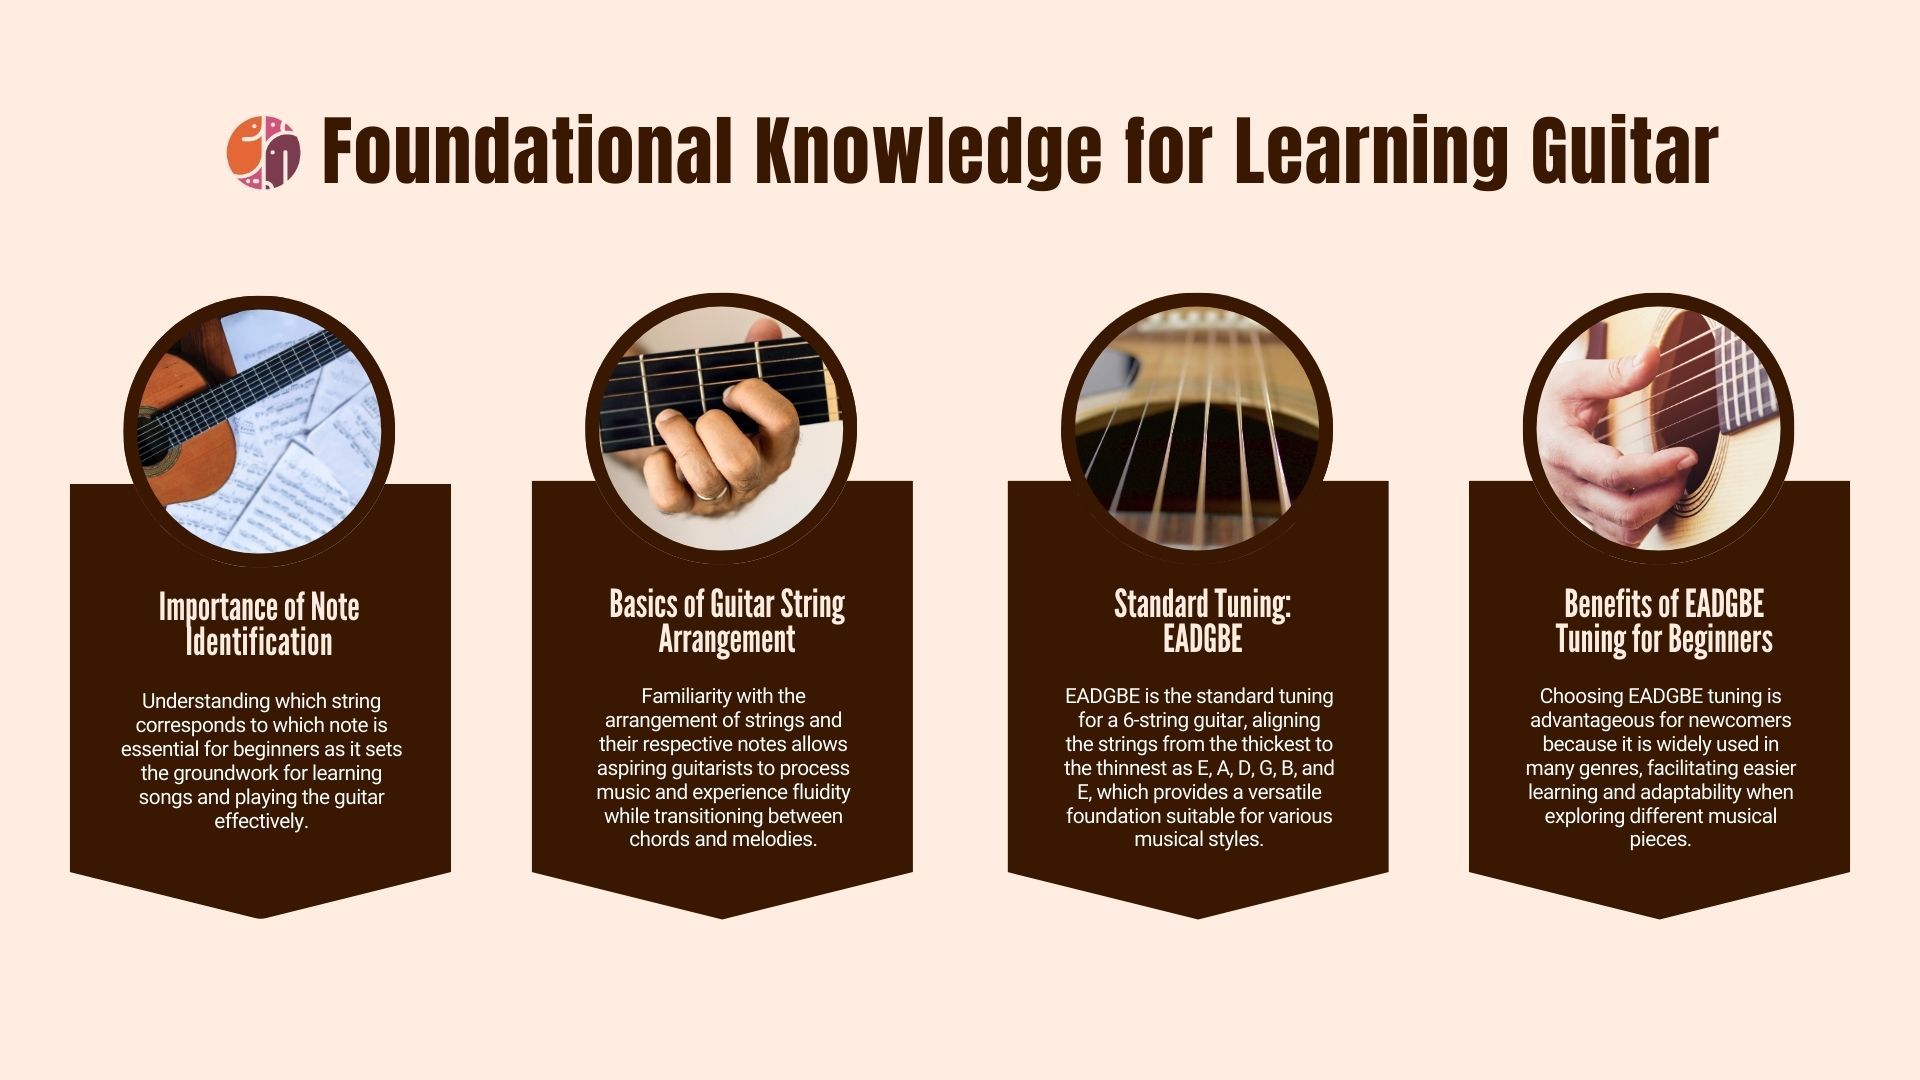 Foundational Knowledge for Learning Guitar
Importance of Note
Identification
Understanding which string
corresponds to which note is
essential for beginners as it sets
the groundwork for learning
songs and playing the guitar
effectively.
Basics of Guitar String
Arrangement
Familiarity with the
arrangement of strings and
their respective notes allows
aspiring guitarists to process
music and experience fluidity
while transitioning between
chords and melodies.
Standard Tuning:
EADGBE
EADGBE is the standard tuning
for a 6-string guitar, aligning
the strings from the thickest to
the thinnest as E, A, D, G, B, and
E, which provides a versatile
foundation suitable for various
musical styles.
Benefits of EADGBE
Tuning for Beginners
Choosing EADGBE tuning is
advantageous for newcomers
because it is widely used in
many genres, facilitating easier
learning and adaptability when
exploring different musical
pieces.